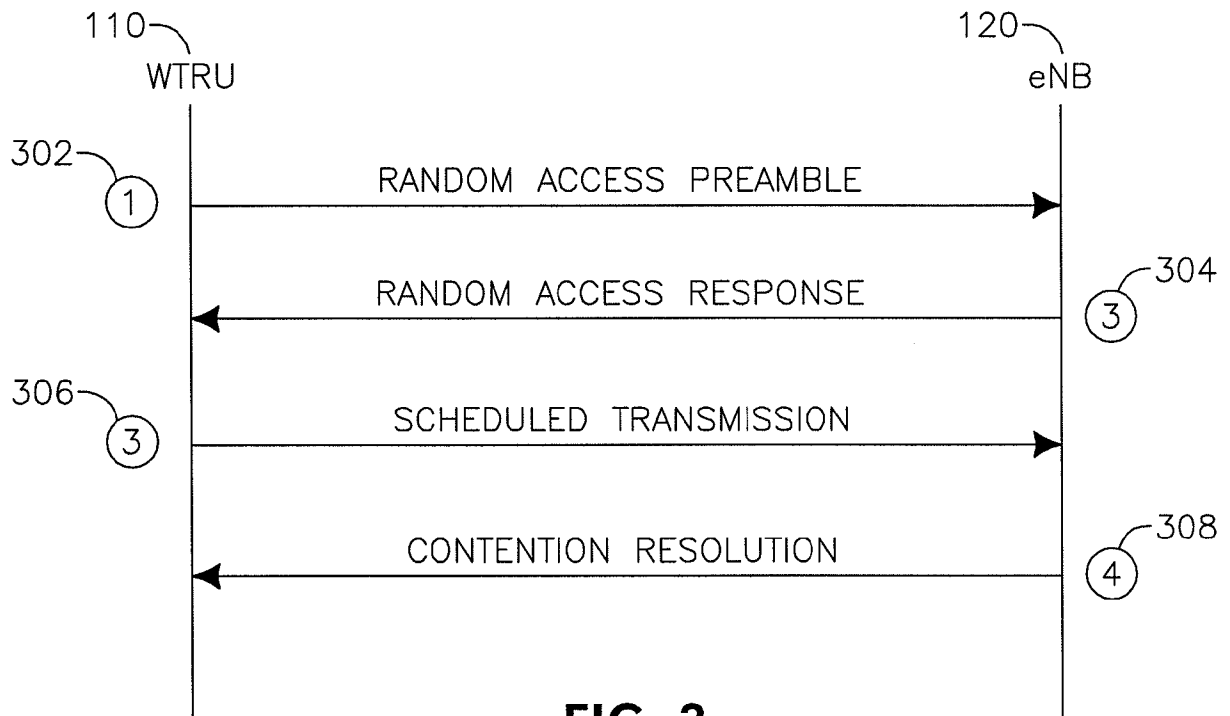 110
WTRU
120
eNB
302
1
RANDOM ACCESS PREAMBLE
RANDOM ACCESS RESPONSE
304
3
306
3
SCHEDULED TRANSMISSION
CONTENTION RESOLUTION
308
4
FIG.